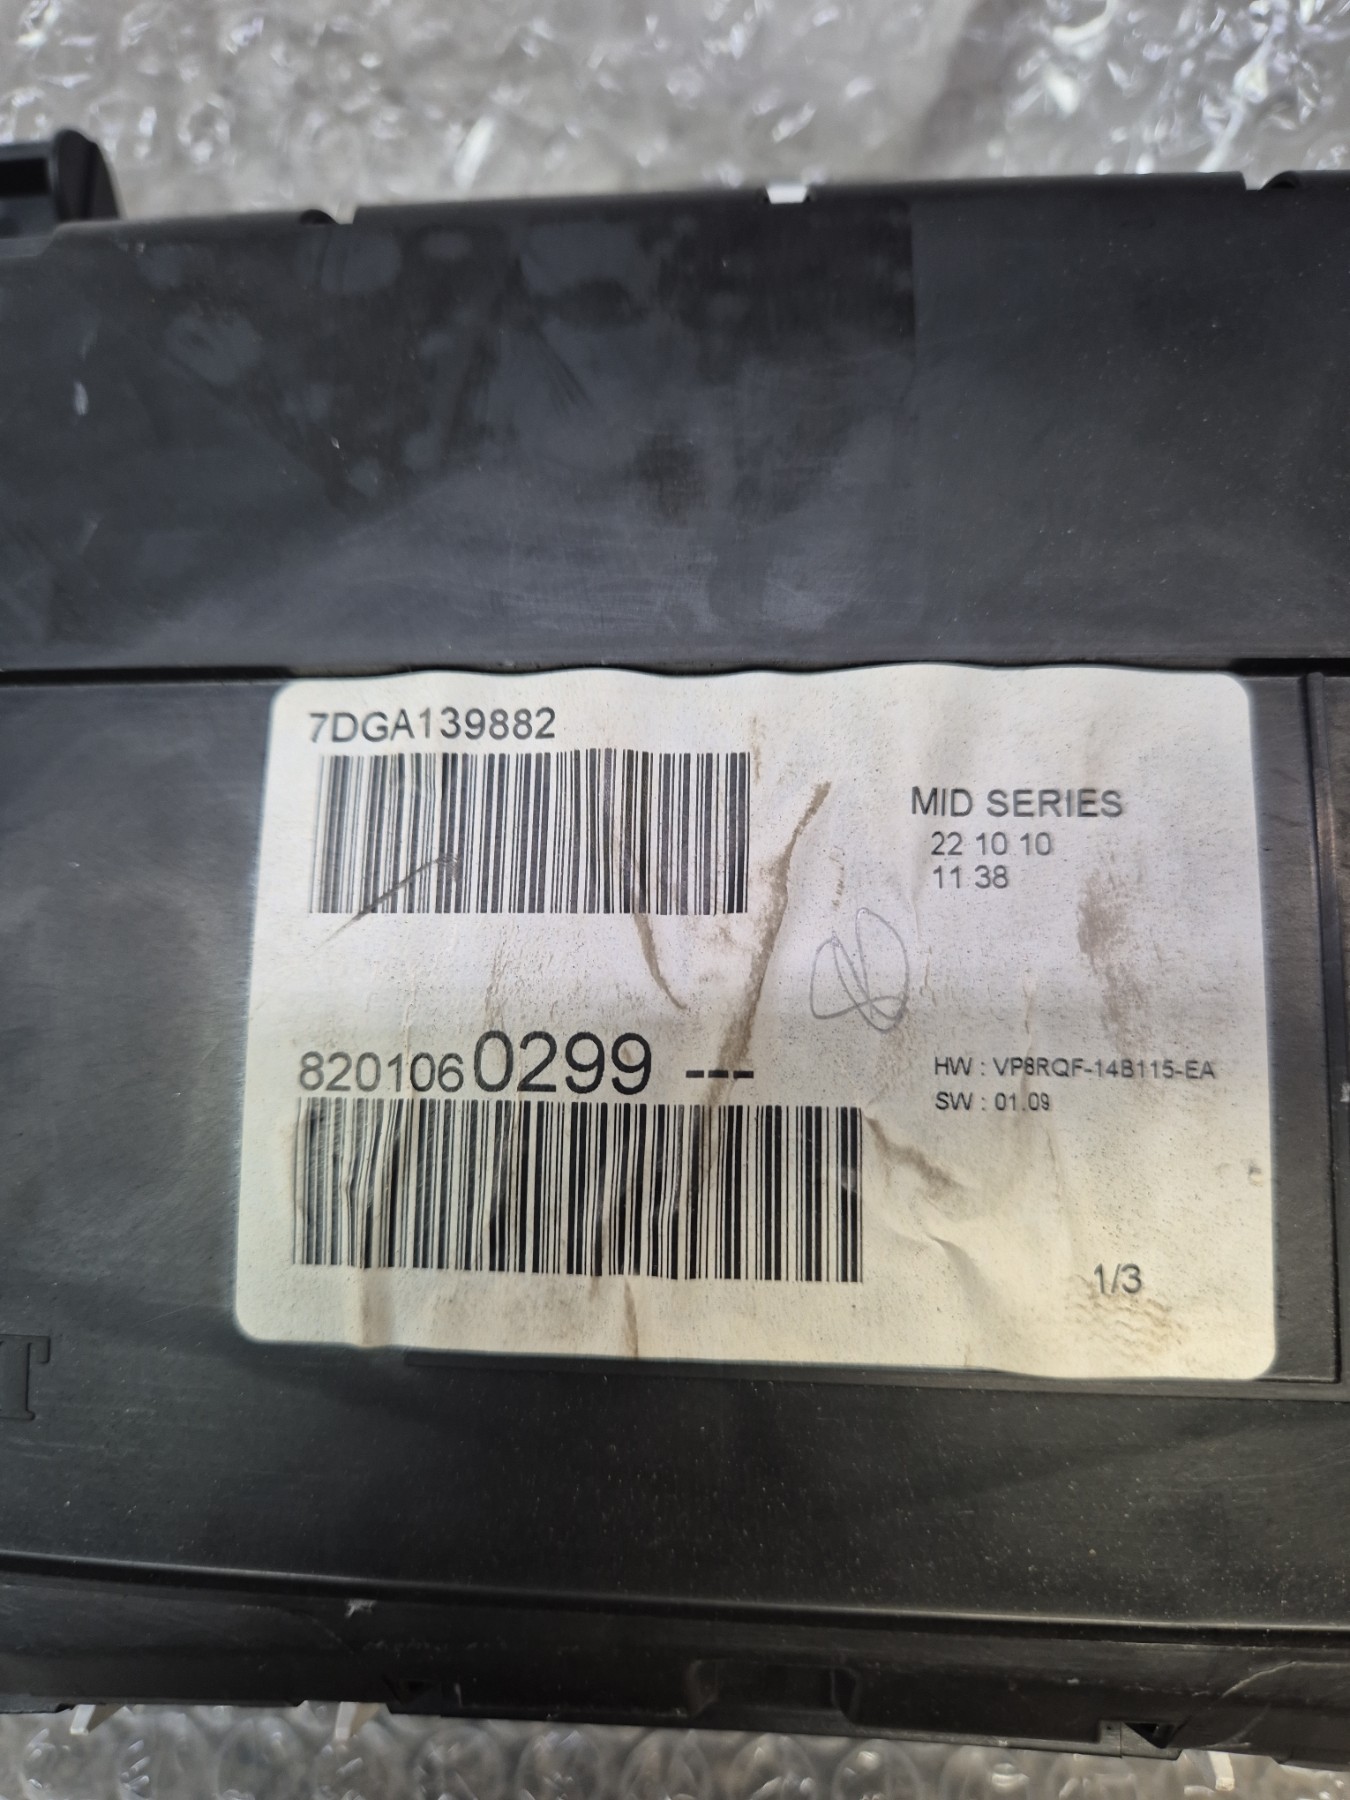 7DGA139882
MID SERIES
22 10 10
11 38
8201060299 ---
HW : VP8RQF-14B115-EA
SW : 01.09
1/3